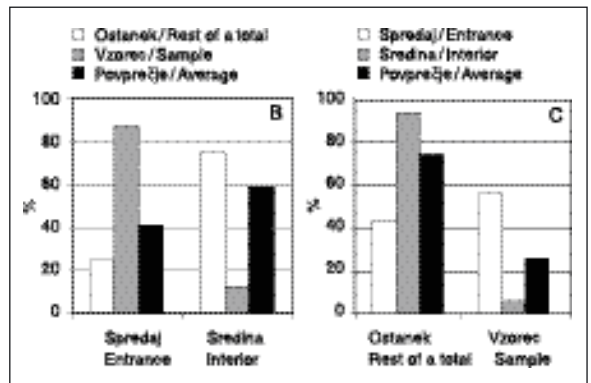 Ostanek/Rest of a total
Vzorec/Sample
Povprečje/Average
B
100
80
60
40
20
0
%
Spredaj
Entrance
Sredina
Interior
Spredaj/Entrance
Sredina/Interior
Povprečje/Average
C
100
80
60
40
20
0
%
Ostanek
Rest of a total
Vzorec
Sample